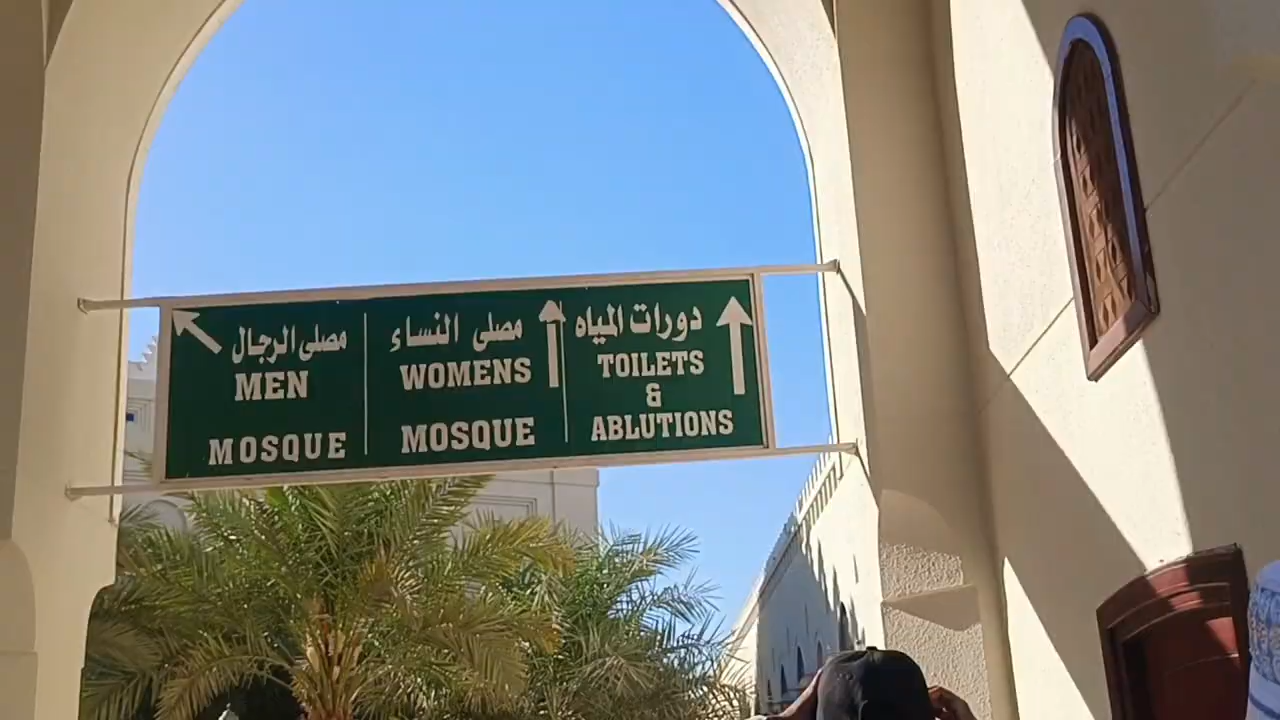 مصلى الرجال
MEN
MOSQUE
مصلى النساء
WOMENS
MOSQUE
دورات المياه
TOILETS
&
ABLUTIONS